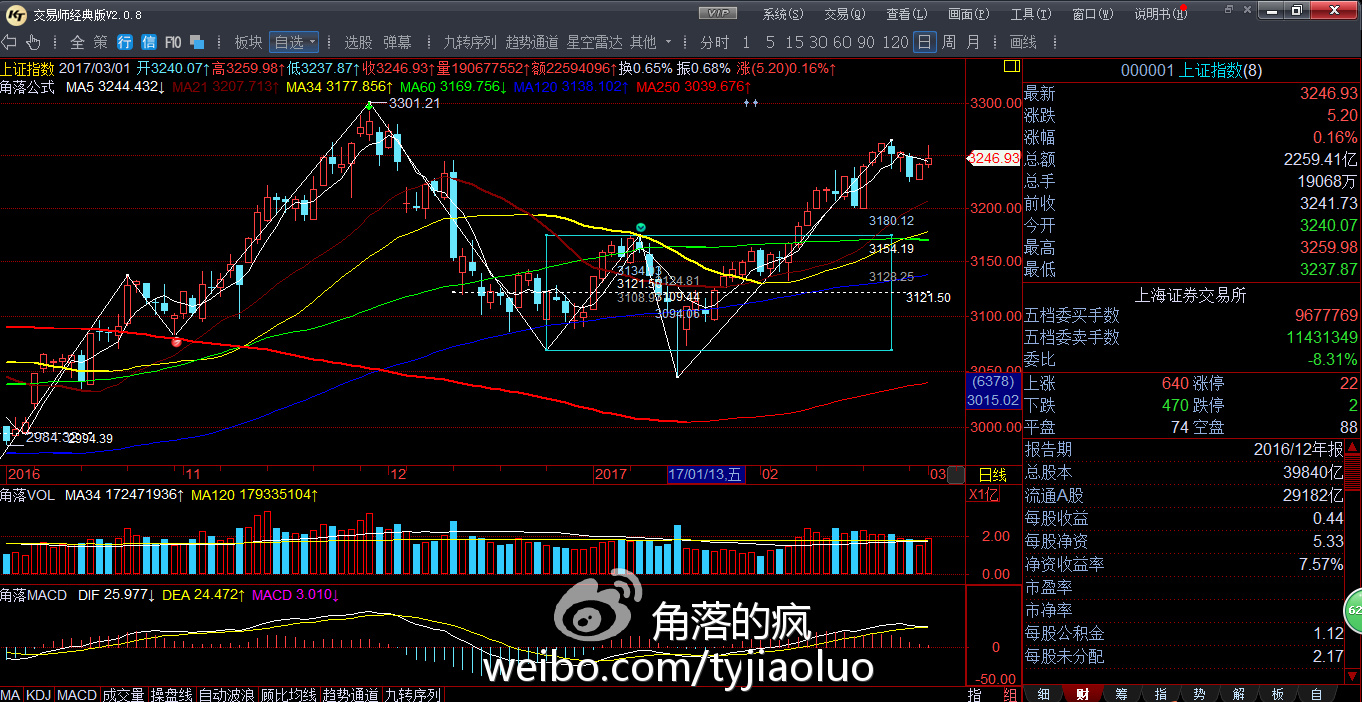 交易师经典版V2.0.8 VIP 系统(S) 交易(Q) 查看(L) 画面(P) 工具(T) 窗口(W) 说明书(H)
全 策 行 信 F10 板块 自选 选股 弹幕 九转序列 趋势通道 星空雷达 其他 分时 1 5 15 30 60 90 120 日 周 月 画线
上证指数 2017/03/01 开3240.07↑高3259.98↑低3237.87↑收3246.93↑量190677552↑额22594096↑换0.65% 振0.68% 涨(5.20)0.16%↑
角落公式 MA5 3244.432↓ MA21 3207.713↑ MA34 3177.856↑ MA60 3169.756↓ MA120 3138.102↑ MA250 3039.676↑
3301.21
3300.00
3246.93
3200.00
3180.12
3154.19
3150.00
3134.03
3128.25
3121.50
3124.81
3108.98
3109.44
3121.50
3094.06
3100.00
3050.00
(6378)
3015.02
3000.00
2984.32
2994.39
2016 11 12 2017 17/01/13,五 02 03 日线
角落VOL MA34 172471936↑ MA120 179335104↑ X1亿
2.00
0.00
角落MACD DIF 25.977↓ DEA 24.472↑ MACD 3.010↓
0
-50.00
角落的疯
weibo.com/tyjiaoluo
MA KDJ MACD 成交量 操盘线 自动波浪 顾比均线 趋势通道 九转序列 指 组
000001 上证指数(8)
最新 3246.93
涨跌 5.20
涨幅 0.16%
总额 2259.41亿
总手 19068万
前收 3241.73
今开 3240.07
最高 3259.98
最低 3237.87
上海证券交易所
五档委买手数 9677769
五档委卖手数 11431349
委比 -8.31%
上涨 640 涨停 22
下跌 470 跌停 2
平盘 74 空盘 88
报告期 2016/12年报
总股本 39840亿
流通A股 29182亿
每股收益 0.44
每股净资 5.33
净资收益率 7.57%
市盈率
市净率
每股公积金 1.12
每股未分配 2.17
62
细 财 筹 指 势 解 板 自